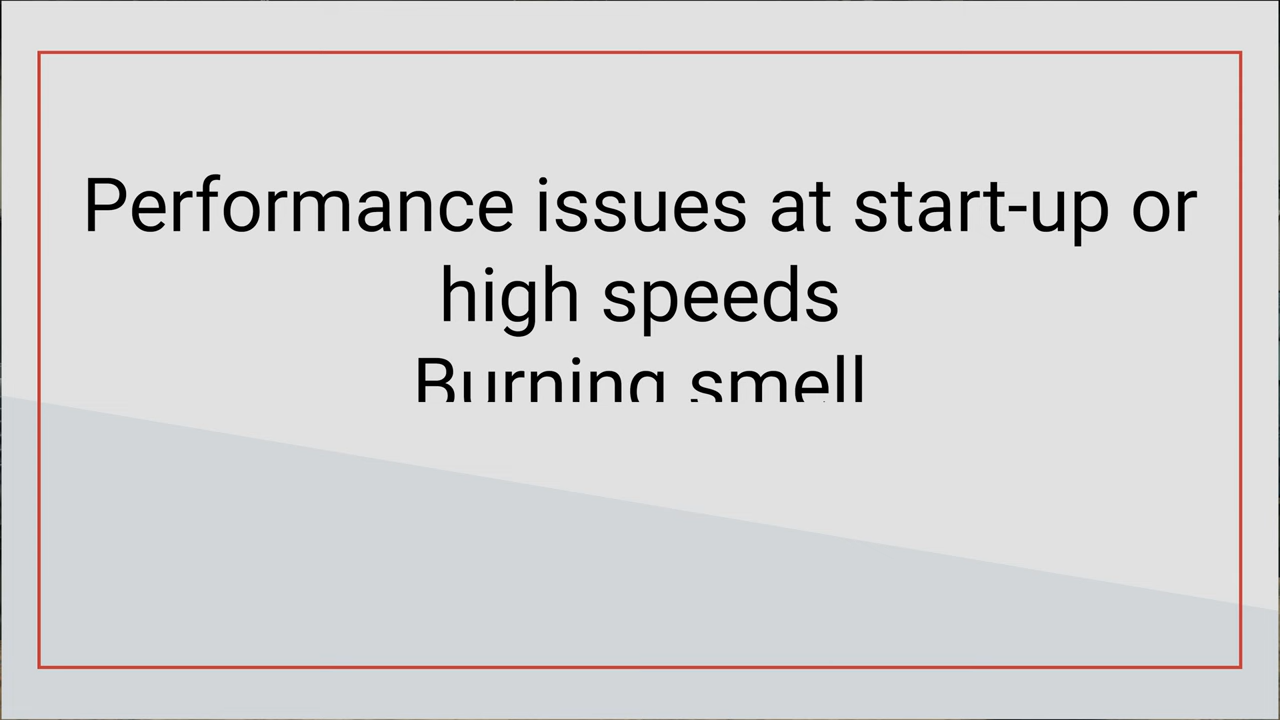 Performance issues at start-up or
high speeds
Burning smell